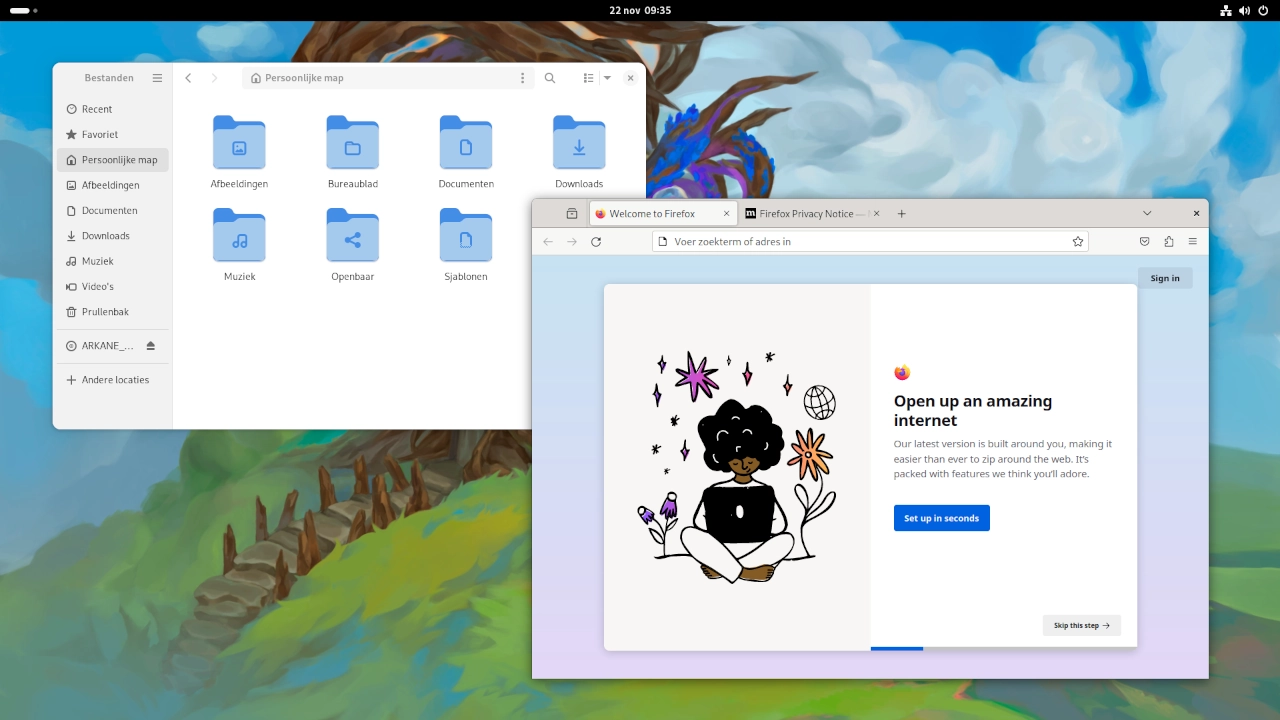 22 nov 09:35
Bestanden
Persoonlijke map
Recent
Favoriet
Persoonlijke map
Afbeeldingen
Documenten
Downloads
Muziek
Video's
Prullenbak
ARKANE_...
Andere locaties
Afbeeldingen
Bureaublad
Documenten
Downloads
Muziek
Openbaar
Sjablonen
Welcome to Firefox
Firefox Privacy Notice —
Voer zoekterm of adres in
Sign in
Open up an amazing
internet
Our latest version is built around you, making it
easier than ever to zip around the web. It's
packed with features we think you'll adore.
Set up in seconds
Skip this step